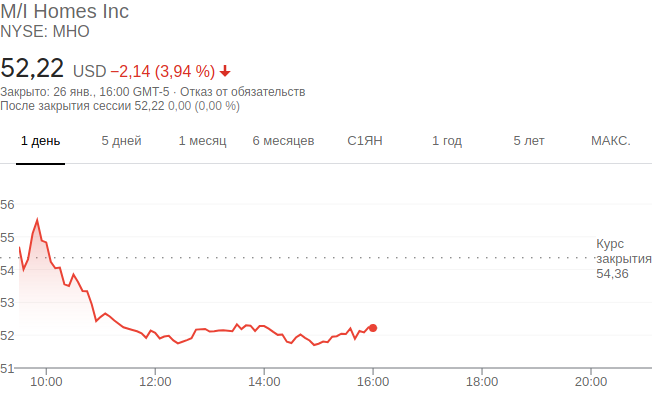 M/I Homes Inc
NYSE: MHO
52,22 USD −2,14 (3,94 %)
Закрыто: 26 янв., 16:00 GMT-5 · Отказ от обязательств
После закрытия сессии 52,22 0,00 (0,00 %)
1 день 5 дней 1 месяц 6 месяцев С1ЯН 1 год 5 лет МАКС.
56
55
Курс
закрытия
54,36
54
53
52
51
10:00 12:00 14:00 16:00 18:00 20:00